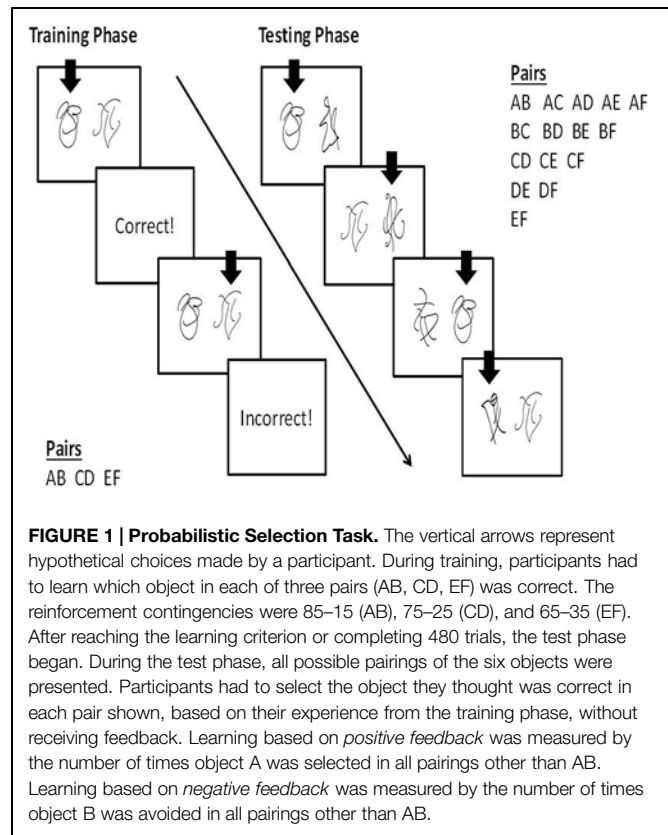 Training Phase
Testing Phase
Correct!
Incorrect!
Pairs
AB CD EF
Pairs
AB AC AD AE AF
BC BD BE BF
CD CE CF
DE DF
EF
FIGURE 1 | Probabilistic Selection Task. The vertical arrows represent
hypothetical choices made by a participant. During training, participants had
to learn which object in each of three pairs (AB, CD, EF) was correct. The
reinforcement contingencies were 85–15 (AB), 75–25 (CD), and 65–35 (EF).
After reaching the learning criterion or completing 480 trials, the test phase
began. During the test phase, all possible pairings of the six objects were
presented. Participants had to select the object they thought was correct in
each pair shown, based on their experience from the training phase, without
receiving feedback. Learning based on positive feedback was measured by
the number of times object A was selected in all pairings other than AB.
Learning based on negative feedback was measured by the number of times
object B was avoided in all pairings other than AB.